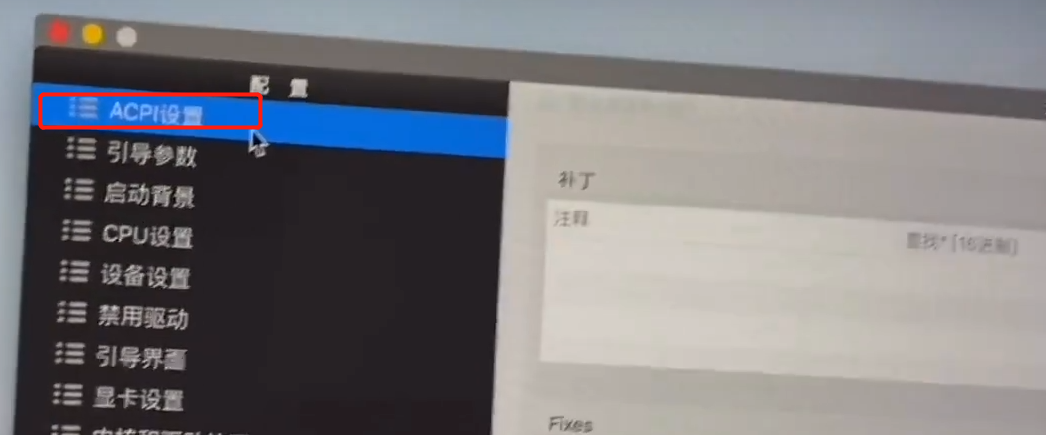 配 置
ACPI设置
引导参数
启动背景
CPU设置
设备设置
禁用驱动
引导界面
显卡设置
补丁
注释
查找* [16进制]
Fixes